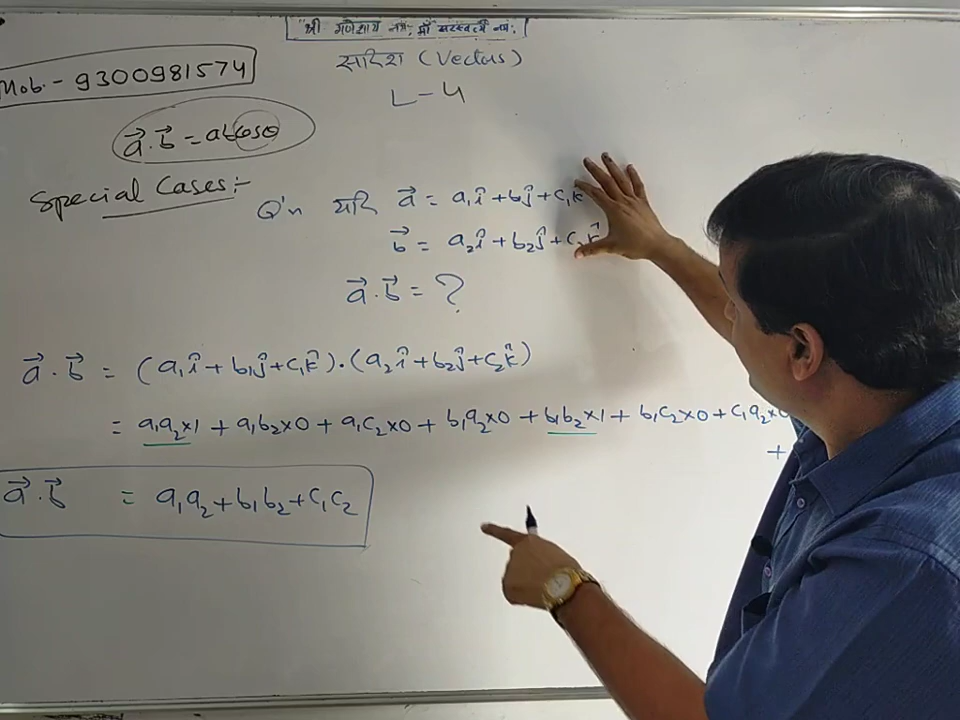 "श्री गणेशाय नमः, माँ सरस्वत्यै नमः"
सदिश (Vectors)
Mob. - 9300981574
L-4
a⃗.b⃗ = abcosθ
Special Cases:-
Q'n यदि a⃗ = a₁î + bĵ + c₁k
b⃗ = a₂î + b₂ĵ + c₂k̂
a⃗.b⃗ = ?
a⃗.b⃗ = (a₁î + b₁ĵ + c₁k̂).(a₂î + b₂ĵ + c₂k̂)
= a₁a₂×1 + a₁b₂×0 + a₁c₂×0 + b₁a₂×0 + b₁b₂×1 + b₁c₂×0 + c₁a₂×0
+
a⃗.b⃗ = a₁a₂ + b₁b₂ + c₁c₂